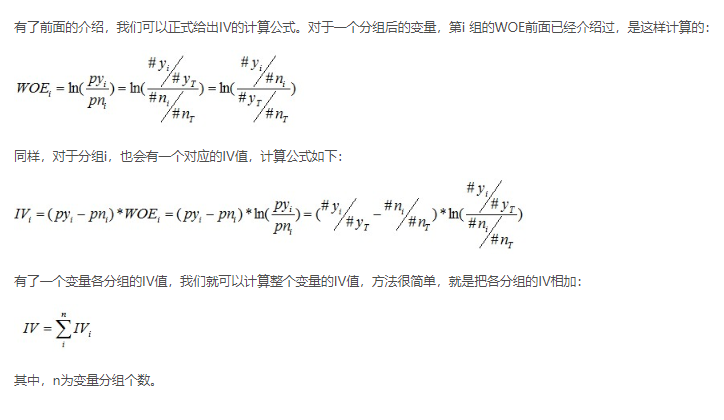 有了前面的介绍，我们可以正式给出IV的计算公式。对于一个分组后的变量，第i 组的WOE前面已经介绍过，是这样计算的：
WOE_i = ln(py_i/pn_i) = ln((#y_i/#y_T)/(#n_i/#n_T)) = ln((#y_i/#n_i)/(#y_T/#n_T))
同样，对于分组i，也会有一个对应的IV值，计算公式如下：
IV_i = (py_i − pn_i)*WOE_i = (py_i − pn_i)*ln(py_i/pn_i) = (#y_i/#y_T − #n_i/#n_T)*ln((#y_i/#y_T)/(#n_i/#n_T))
有了一个变量各分组的IV值，我们就可以计算整个变量的IV值，方法很简单，就是把各分组的IV相加：
IV = ∑_i^n IV_i
其中，n为变量分组个数。